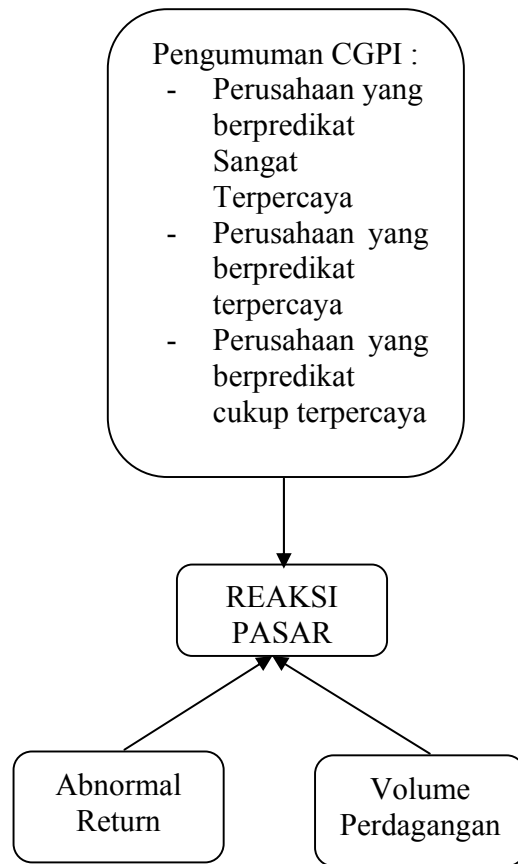 Pengumuman CGPI :
- Perusahaan yang
berpredikat
Sangat
Terpercaya
- Perusahaan yang
berpredikat
terpercaya
- Perusahaan yang
berpredikat
cukup terpercaya
REAKSI
PASAR
Abnormal
Return
Volume
Perdagangan